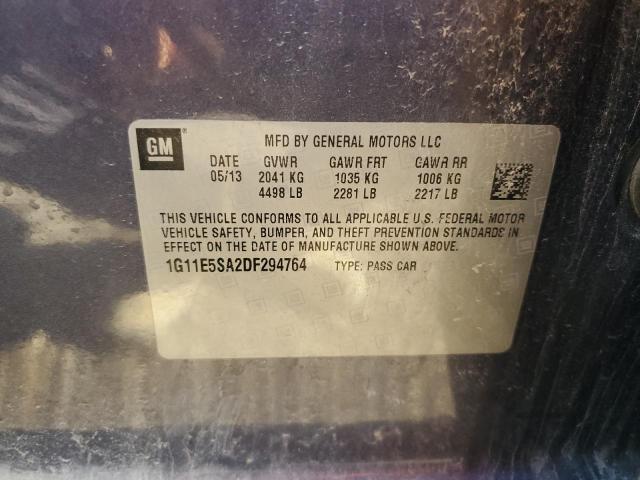 GM
MFD BY GENERAL MOTORS LLC
DATE GVWR GAWR FRT GAWR RR
05/13 2041 KG 1035 KG 1006 KG
4498 LB 2281 LB 2217 LB
THIS VEHICLE CONFORMS TO ALL APPLICABLE U.S. FEDERAL MOTOR
VEHICLE SAFETY, BUMPER, AND THEFT PREVENTION STANDARDS IN
EFFECT ON THE DATE OF MANUFACTURE SHOWN ABOVE.
1G11E5SA2DF294764 TYPE: PASS CAR